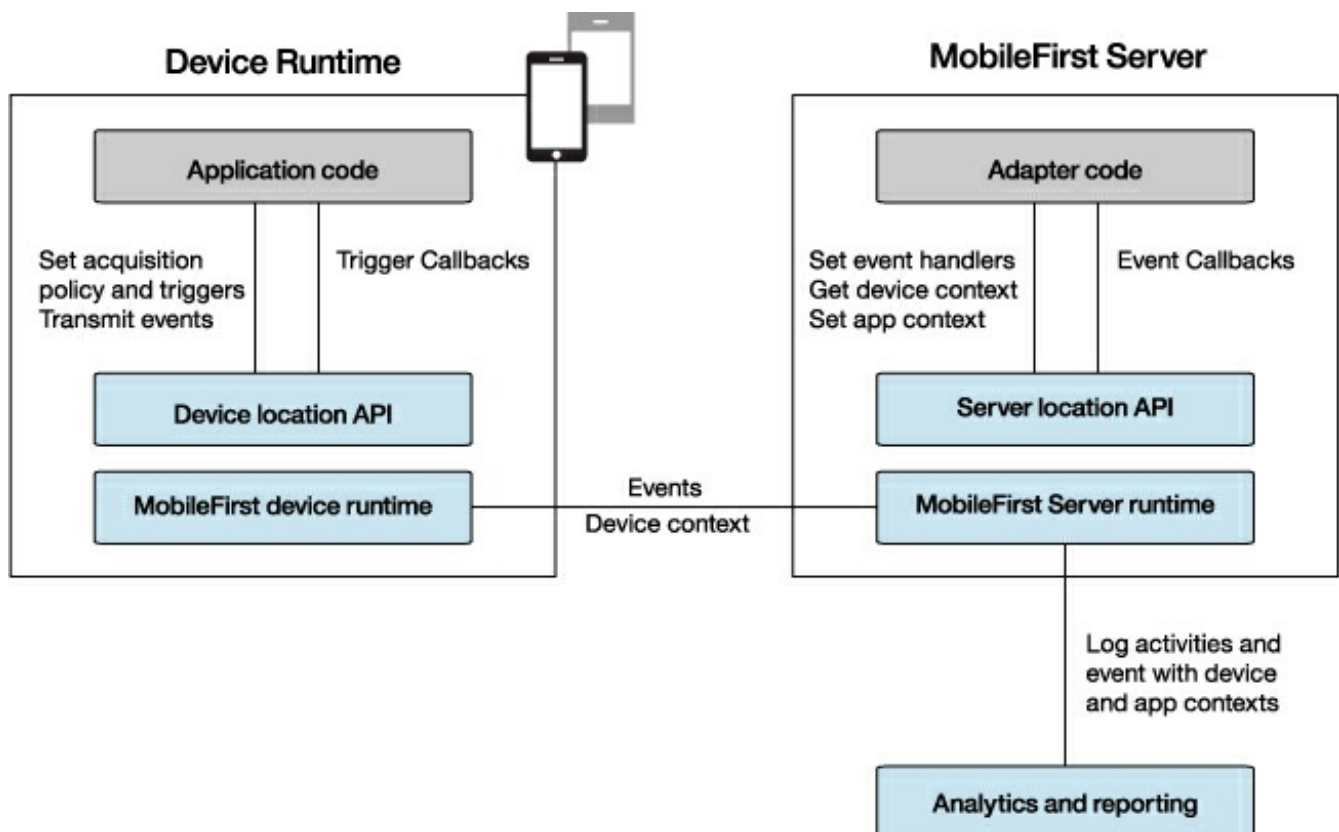 Device Runtime
MobileFirst Server
Application code
Adapter code
Set acquisition
policy and triggers
Transmit events
Trigger Callbacks
Set event handlers
Get device context
Set app context
Event Callbacks
Device location API
Server location API
MobileFirst device runtime
Events
Device context
MobileFirst Server runtime
Log activities and
event with device
and app contexts
Analytics and reporting